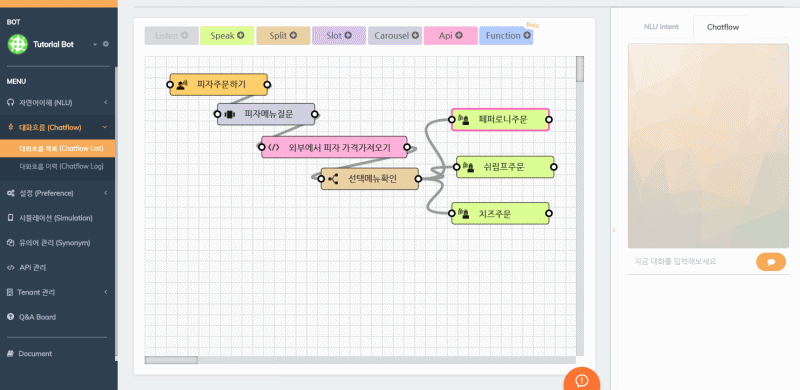 BOT
Tutorial Bot
MENU
자연어이해 (NLU)
대화흐름 (Chatflow)
대화흐름 목록 (Chatflow List)
대화흐름 이력 (Chatflow Log)
설정 (Preference)
시뮬레이션 (Simulation)
유의어 관리 (Synonym)
API 관리
Tenant 관리
Q&A Board
Document
Beta
Listen
Speak
Split
Slot
Carousel
Api
Function
피자주문하기
피자메뉴질문
외부에서 피자 가격가져오기
선택메뉴확인
페퍼로니주문
쉬림프주문
치즈주문
NLU Intent
Chatflow
지금 대화를 입력해보세요